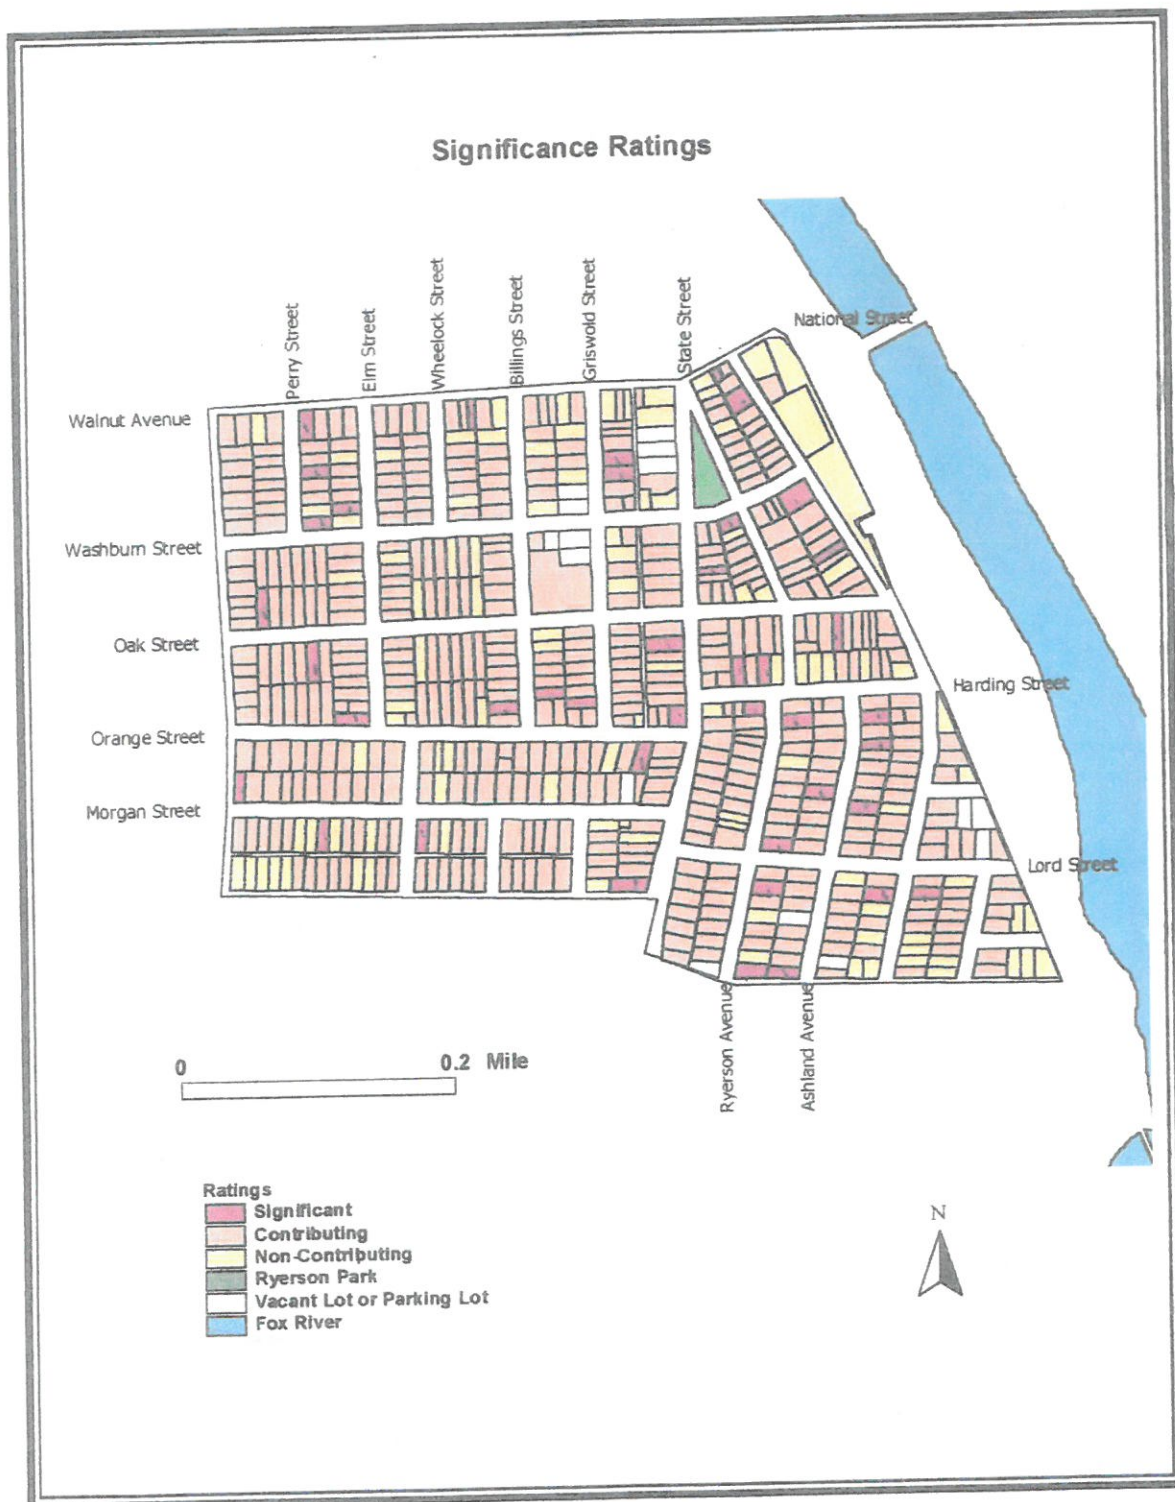 Significance Ratings
Perry Street
Elm Street
Wheelock Street
Billings Street
Griswold Street
State Street
National Street
Walnut Avenue
Washburn Street
Oak Street
Harding Street
Orange Street
Morgan Street
Lord Street
Ryerson Avenue
Ashland Avenue
0 0.2 Mile
Ratings
Significant
Contributing
Non-Contributing
Ryerson Park
Vacant Lot or Parking Lot
Fox River
N